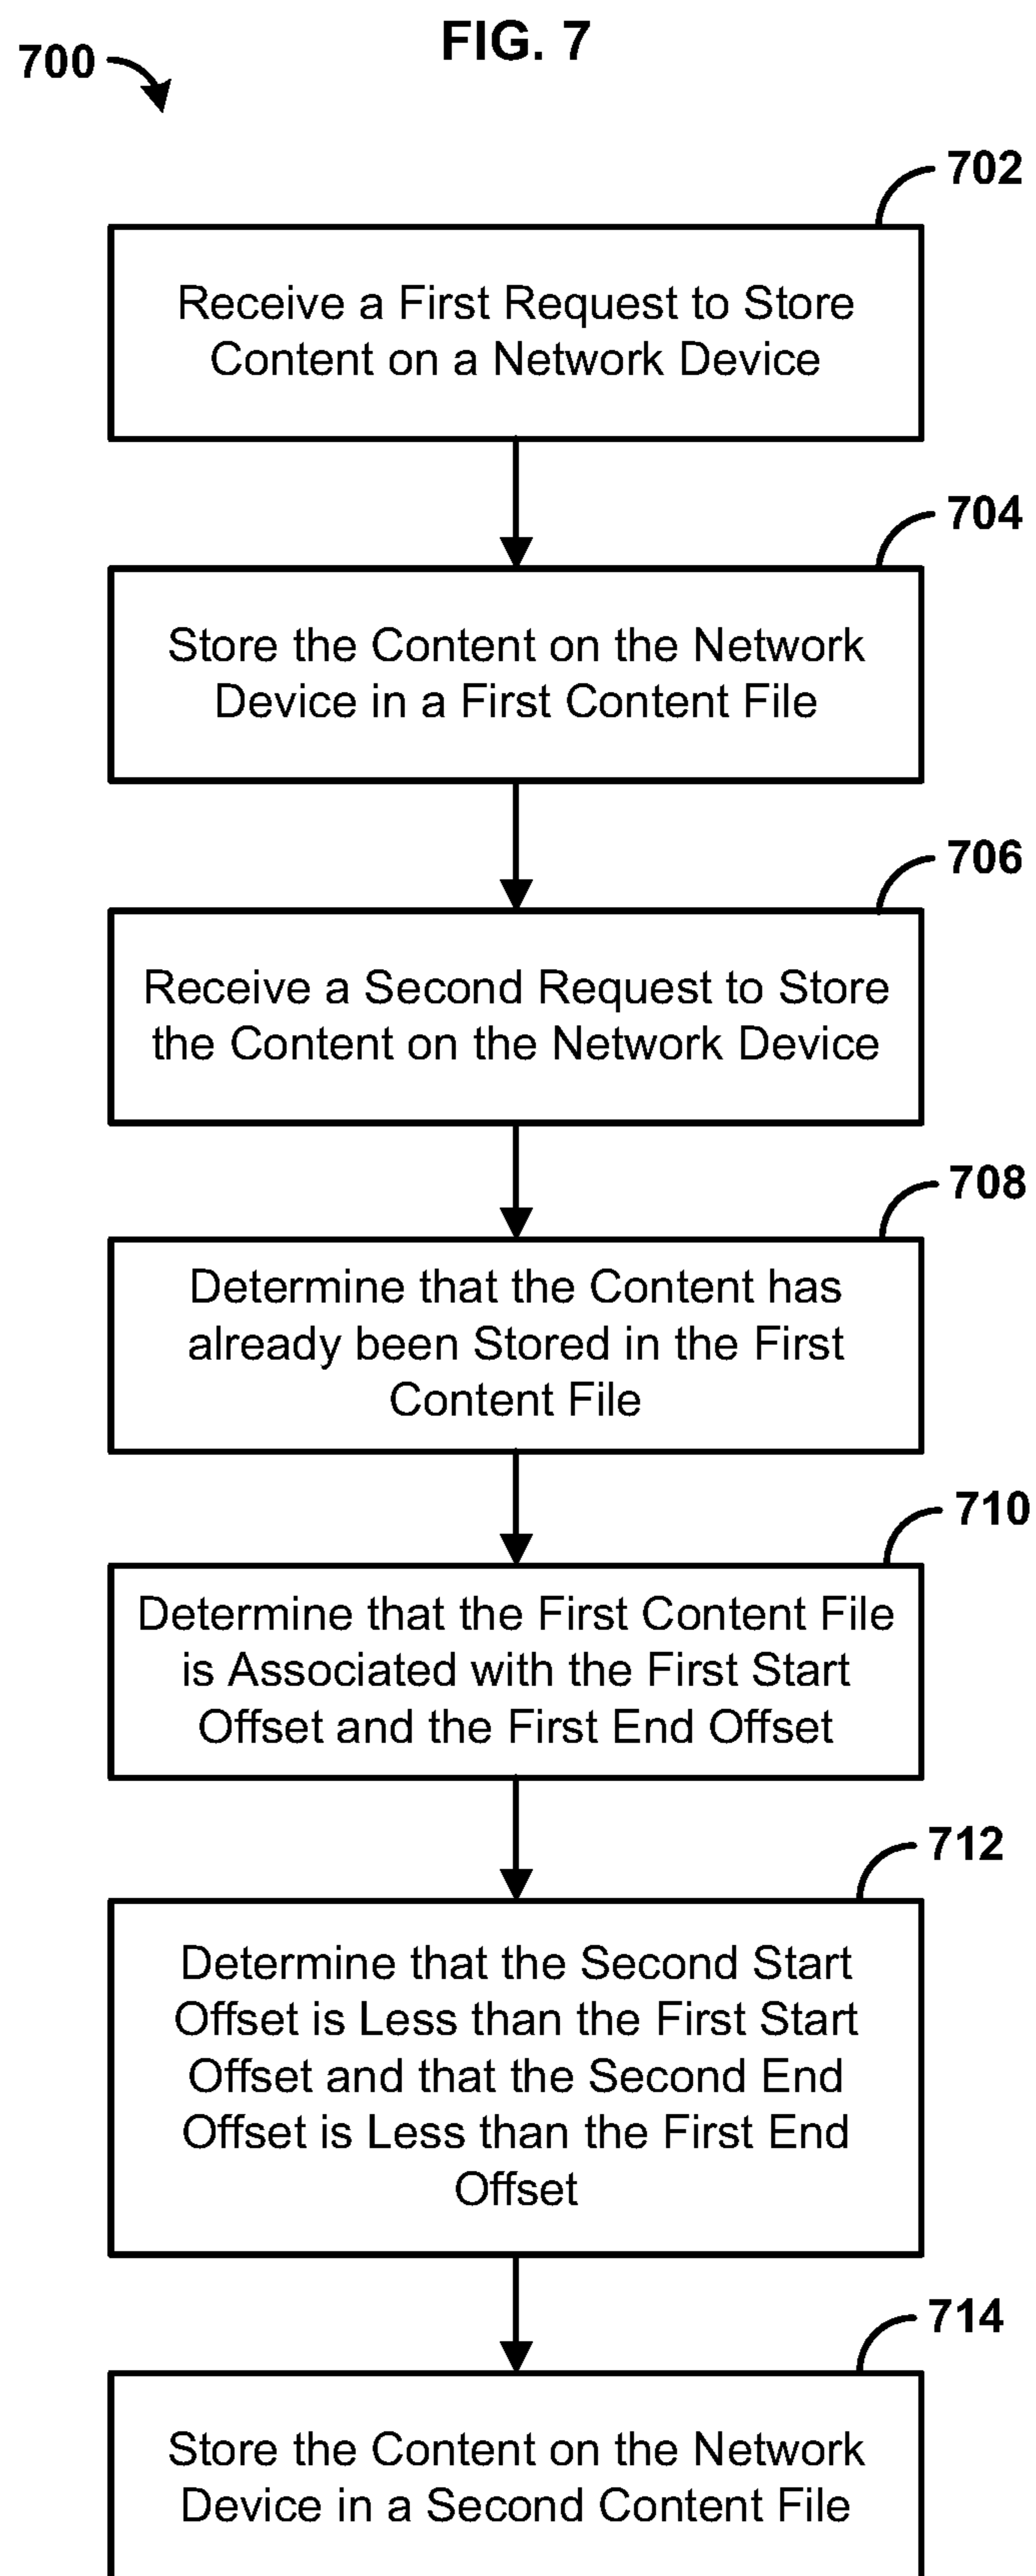 FIG. 7
700
702
Receive a First Request to Store
Content on a Network Device
704
Store the Content on the Network
Device in a First Content File
706
Receive a Second Request to Store
the Content on the Network Device
708
Determine that the Content has
already been Stored in the First
Content File
710
Determine that the First Content File
is Associated with the First Start
Offset and the First End Offset
712
Determine that the Second Start
Offset is Less than the First Start
Offset and that the Second End
Offset is Less than the First End
Offset
714
Store the Content on the Network
Device in a Second Content File